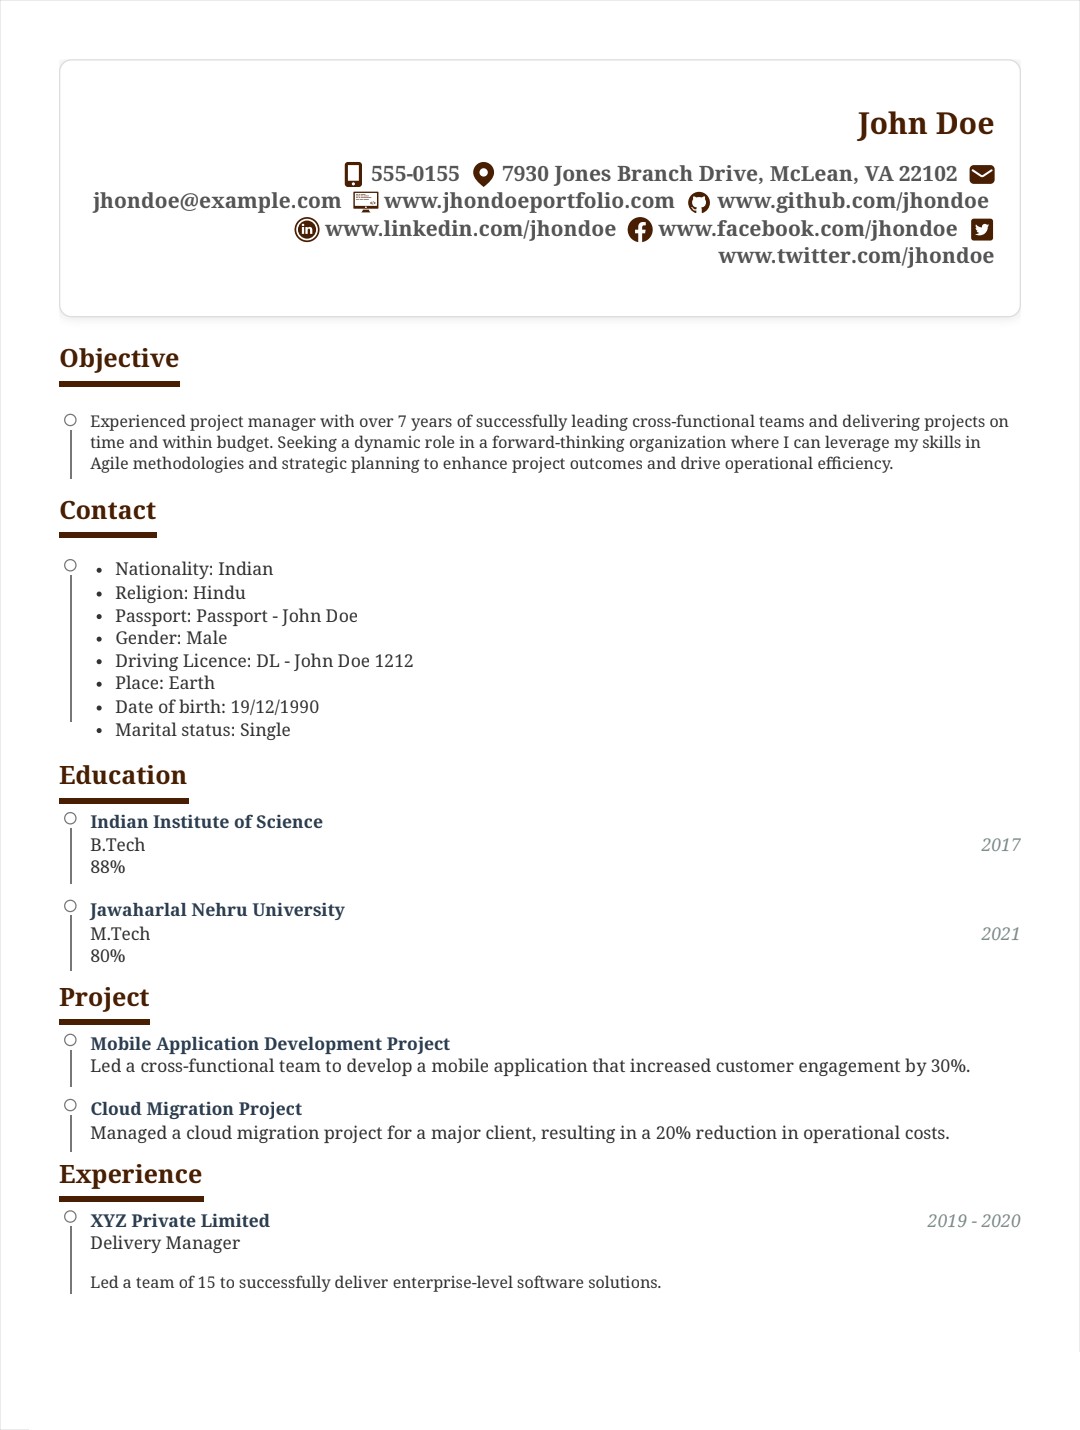 John Doe
555-0155 7930 Jones Branch Drive, McLean, VA 22102
jhondoe@example.com www.jhondoeportfolio.com www.github.com/jhondoe
www.linkedin.com/jhondoe www.facebook.com/jhondoe
www.twitter.com/jhondoe
Objective
Experienced project manager with over 7 years of successfully leading cross-functional teams and delivering projects on
time and within budget. Seeking a dynamic role in a forward-thinking organization where I can leverage my skills in
Agile methodologies and strategic planning to enhance project outcomes and drive operational efficiency.
Contact
• Nationality: Indian
• Religion: Hindu
• Passport: Passport - John Doe
• Gender: Male
• Driving Licence: DL - John Doe 1212
• Place: Earth
• Date of birth: 19/12/1990
• Marital status: Single
Education
Indian Institute of Science
B.Tech 2017
88%
Jawaharlal Nehru University
M.Tech 2021
80%
Project
Mobile Application Development Project
Led a cross-functional team to develop a mobile application that increased customer engagement by 30%.
Cloud Migration Project
Managed a cloud migration project for a major client, resulting in a 20% reduction in operational costs.
Experience
XYZ Private Limited 2019 - 2020
Delivery Manager
Led a team of 15 to successfully deliver enterprise-level software solutions.